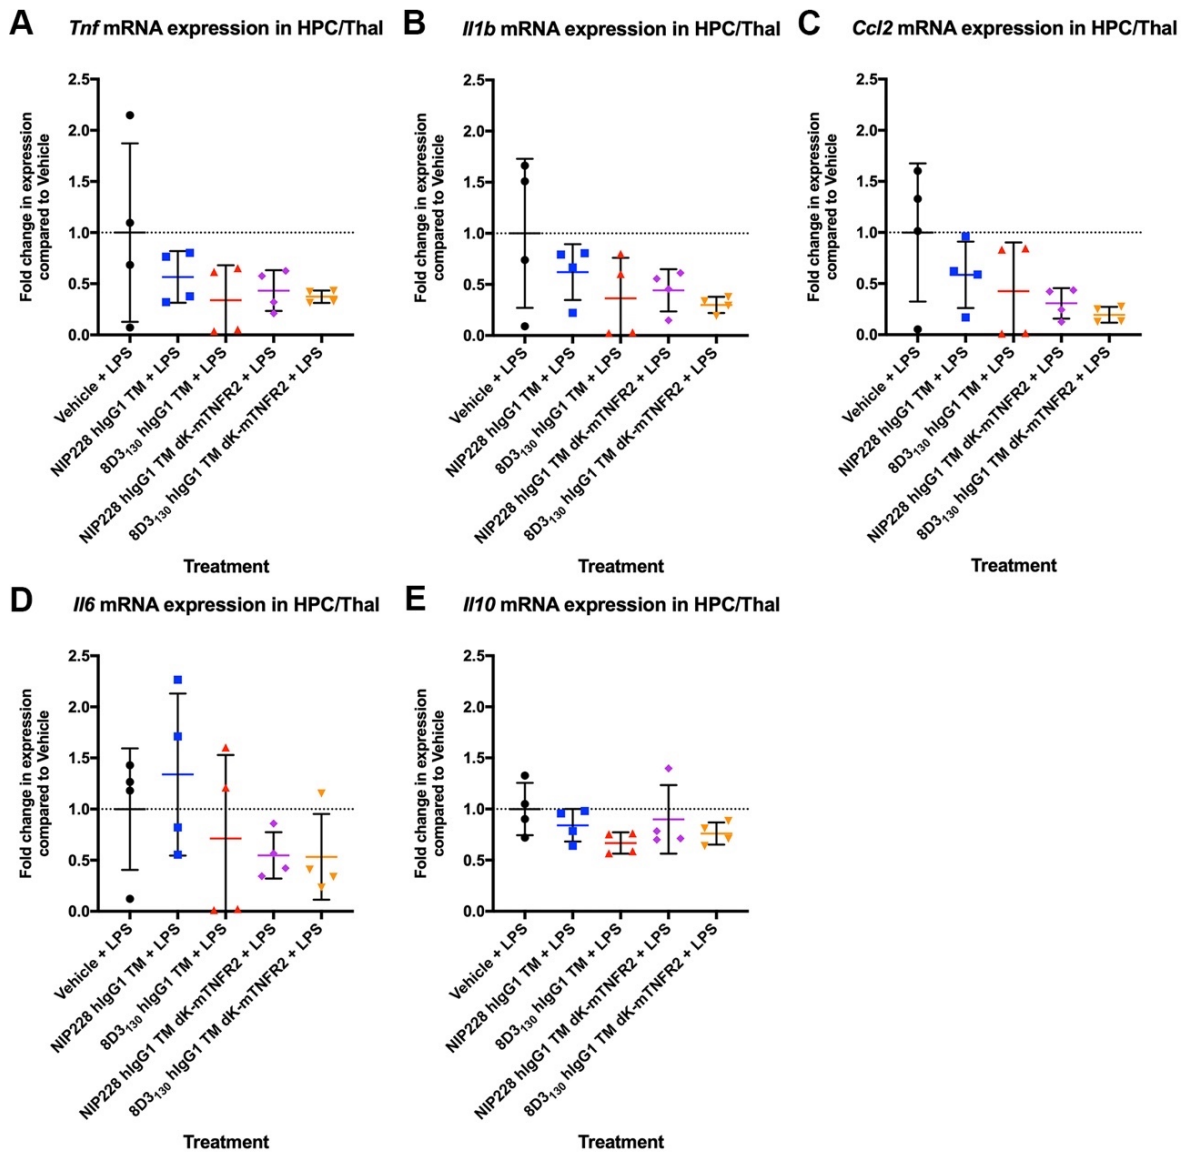 A
Tnf mRNA expression in HPC/Thal
Fold change in expression
compared to Vehicle
2.5
2.0
1.5
1.0
0.5
0.0
Vehicle + LPS
NIP228 hIgG1 TM + LPS
8D3₁₃₀ hIgG1 TM + LPS
NIP228 hIgG1 TM dK-mTNFR2 + LPS
8D3₁₃₀ hIgG1 TM dK-mTNFR2 + LPS
Treatment
B
Il1b mRNA expression in HPC/Thal
Fold change in expression
compared to Vehicle
2.5
2.0
1.5
1.0
0.5
0.0
Vehicle + LPS
NIP228 hIgG1 TM + LPS
8D3₁₃₀ hIgG1 TM + LPS
NIP228 hIgG1 TM dK-mTNFR2 + LPS
8D3₁₃₀ hIgG1 TM dK-mTNFR2 + LPS
Treatment
C
Ccl2 mRNA expression in HPC/Thal
Fold change in expression
compared to Vehicle
2.5
2.0
1.5
1.0
0.5
0.0
Vehicle + LPS
NIP228 hIgG1 TM + LPS
8D3₁₃₀ hIgG1 TM + LPS
NIP228 hIgG1 TM dK-mTNFR2 + LPS
8D3₁₃₀ hIgG1 TM dK-mTNFR2 + LPS
Treatment
D
Il6 mRNA expression in HPC/Thal
Fold change in expression
compared to Vehicle
2.5
2.0
1.5
1.0
0.5
0.0
Vehicle + LPS
NIP228 hIgG1 TM + LPS
8D3₁₃₀ hIgG1 TM + LPS
NIP228 hIgG1 TM dK-mTNFR2 + LPS
8D3₁₃₀ hIgG1 TM dK-mTNFR2 + LPS
Treatment
E
Il10 mRNA expression in HPC/Thal
Fold change in expression
compared to Vehicle
2.5
2.0
1.5
1.0
0.5
0.0
Vehicle + LPS
NIP228 hIgG1 TM + LPS
8D3₁₃₀ hIgG1 TM + LPS
NIP228 hIgG1 TM dK-mTNFR2 + LPS
8D3₁₃₀ hIgG1 TM dK-mTNFR2 + LPS
Treatment